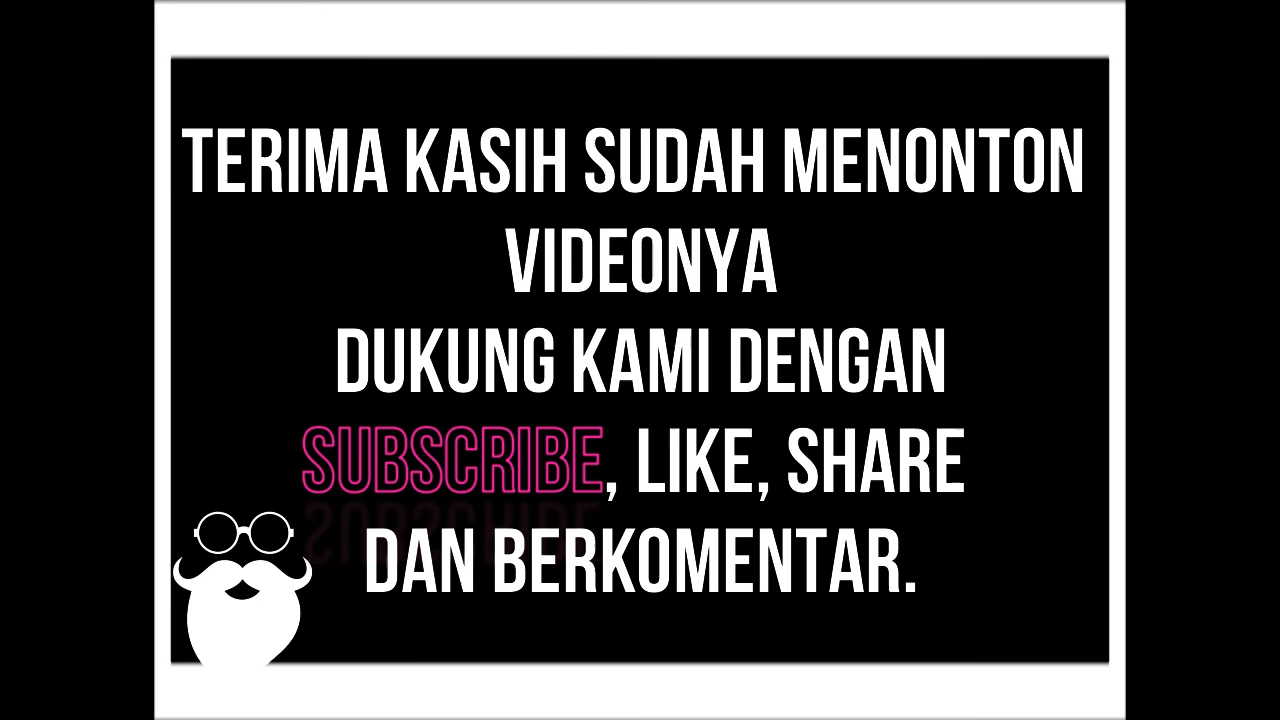 TERIMA KASIH SUDAH MENONTON
VIDEONYA
DUKUNG KAMI DENGAN
SUBSCRIBE, LIKE, SHARE
DAN BERKOMENTAR.